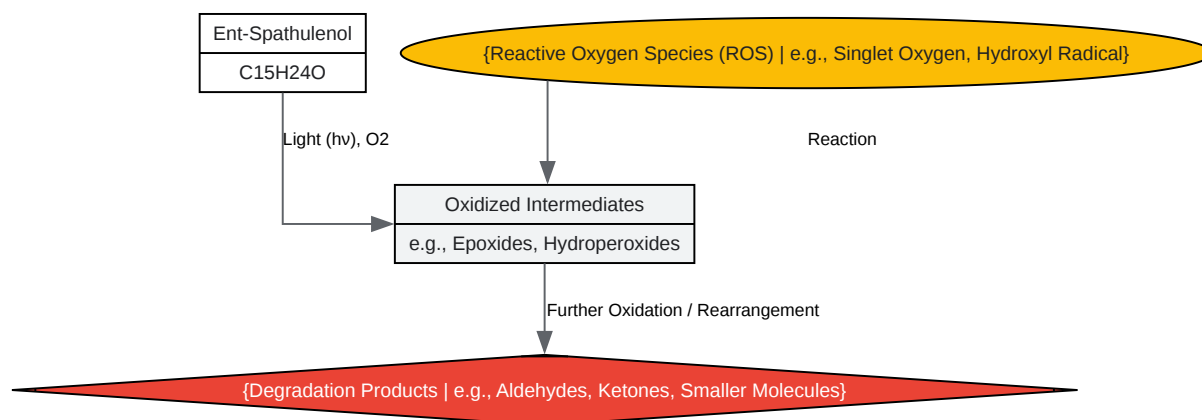 Ent-Spathulenol
C15H24O
{Reactive Oxygen Species (ROS) | e.g., Singlet Oxygen, Hydroxyl Radical}
Light (hν), O2
Reaction
Oxidized Intermediates
e.g., Epoxides, Hydroperoxides
Further Oxidation / Rearrangement
{Degradation Products | e.g., Aldehydes, Ketones, Smaller Molecules}